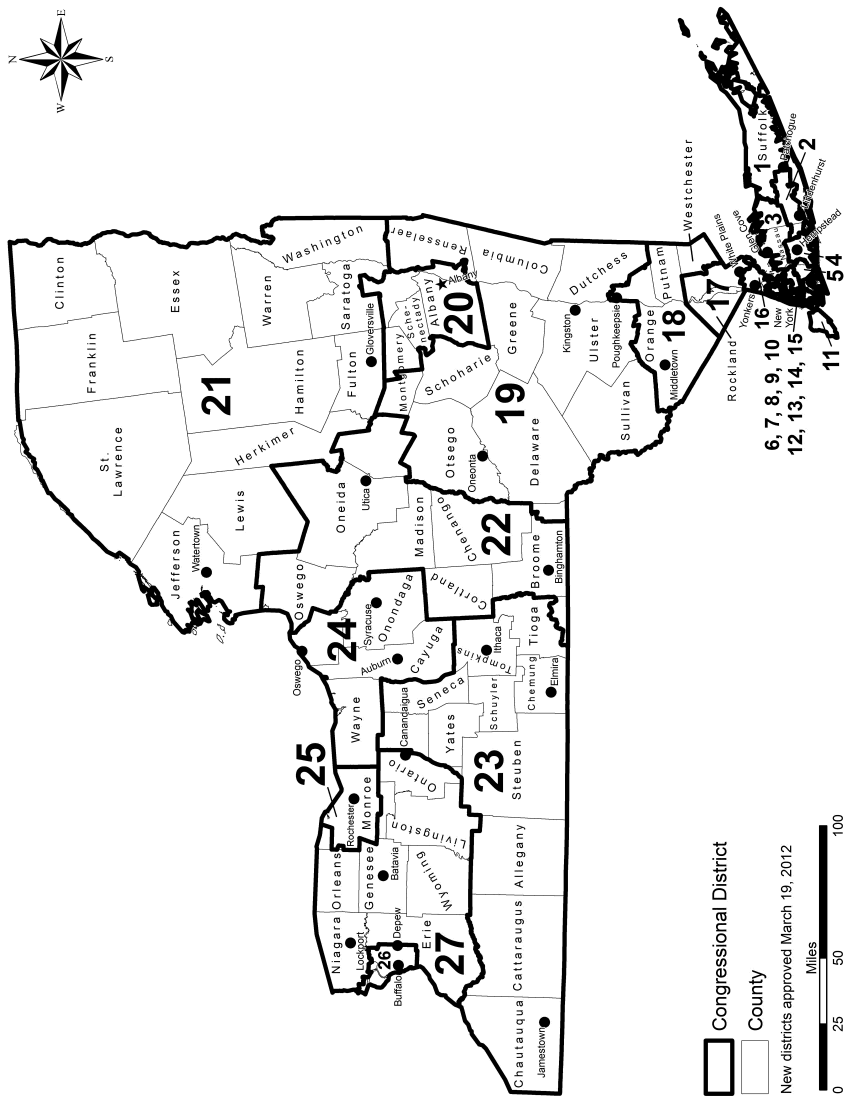 N
E
S
W
Clinton
Franklin
St.
Lawrence
Essex
Jefferson
Watertown
Lewis
Herkimer
Hamilton
Warren
Washington
21
Fulton
Gloversville
Saratoga
Oswego
Oswego
Oneida
Utica
Montgomery
Sche-
nectady
Albany
Albany
20
Rensselaer
Niagara
Lockport
Orleans
Genesee
Batavia
25
Rochester
Monroe
Wayne
24
Syracuse
Onondaga
Auburn
Cayuga
Madison
Otsego
Oneonta
Schoharie
Greene
Columbia
26
Buffalo
Depew
Erie
27
Wyoming
Livingston
Ontario
Canandaigua
Yates
Seneca
Schuyler
Tompkins
Ithaca
Cortland
Chenango
22
19
Delaware
Ulster
Kingston
Dutchess
Poughkeepsie
Chautauqua
Jamestown
Cattaraugus
Allegany
Steuben
23
Chemung
Elmira
Tioga
Broome
Binghamton
Sullivan
Orange
Middletown
18
Putnam
Westchester
17
Rockland
White Plains
Yonkers
16
New
York
Glen
Cove
Nassau
3
1
Suffolk
Patchogue
2
Lindenhurst
Hempstead
5
4
6, 7, 8, 9, 10
12, 13, 14, 15
11
Congressional District
County
New districts approved March 19, 2012
0
25
50
100
Miles